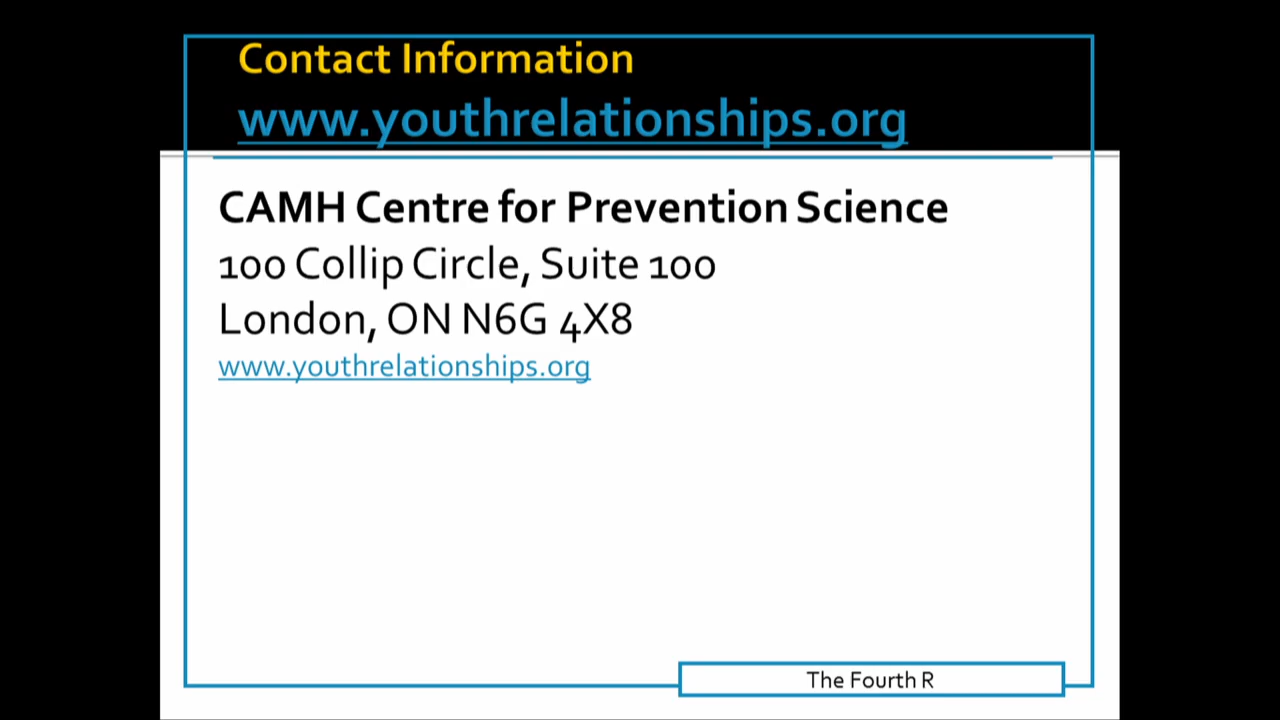 Contact Information
www.youthrelationships.org
CAMH Centre for Prevention Science
100 Collip Circle, Suite 100
London, ON N6G 4X8
www.youthrelationships.org
The Fourth R